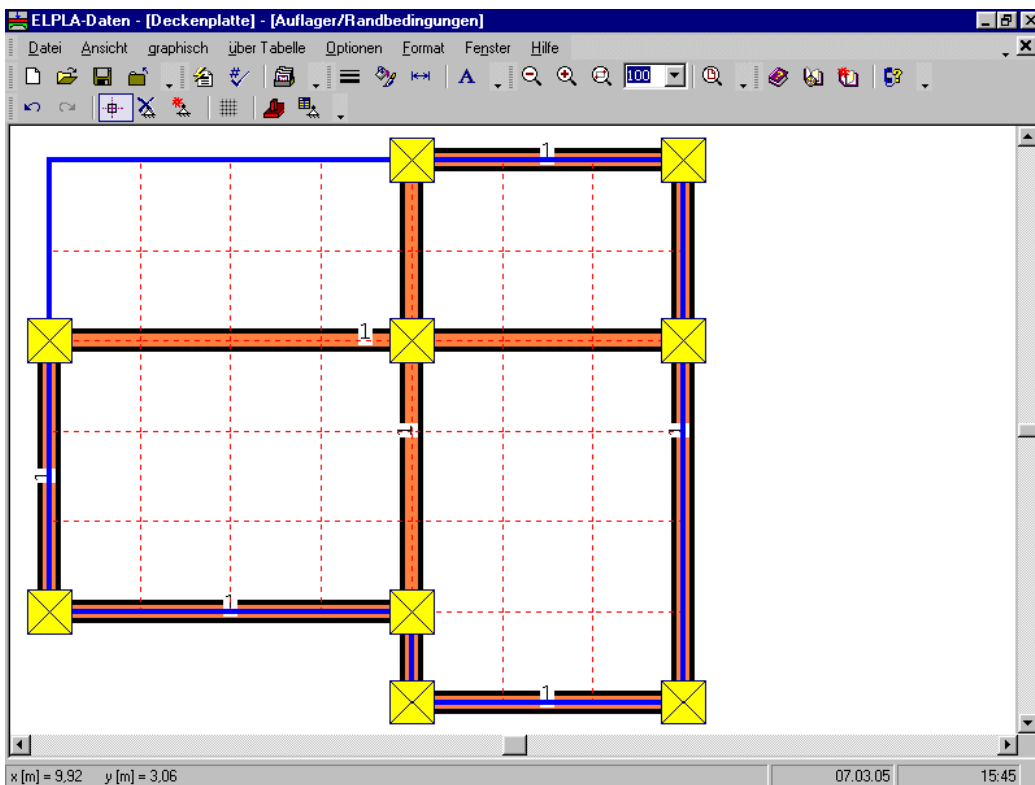 ELPLA-Daten - [Deckenplatte] - [Auflager/Randbedingungen]
Datei Ansicht graphisch über Tabelle Optionen Format Fenster Hilfe
A 100
1
1
1 1
1
1
1
x [m] = 9,92 y [m] = 3,06 07.03.05 15:45